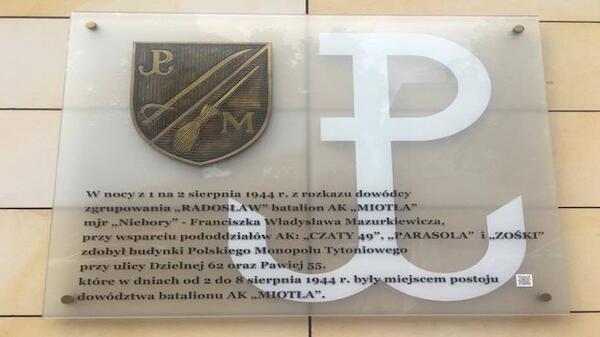 M
W nocy z 1 na 2 sierpnia 1944 r. z rozkazu dowódcy
zgrupowania „RADOSŁAW” batalion AK „MIOTŁA”
mjr „Niebory” - Franciszka Władysława Mazurkiewicza,
przy wsparciu pododdziałów AK: „CZATY 49”, „PARASOLA” i „ZOŚKI”
zdobył budynki Polskiego Monopolu Tytoniowego
przy ulicy Dzielnej 62 oraz Pawiej 55,
które w dniach od 2 do 8 sierpnia 1944 r. były miejscem postoju
dowództwa batalionu AK „MIOTŁA”.